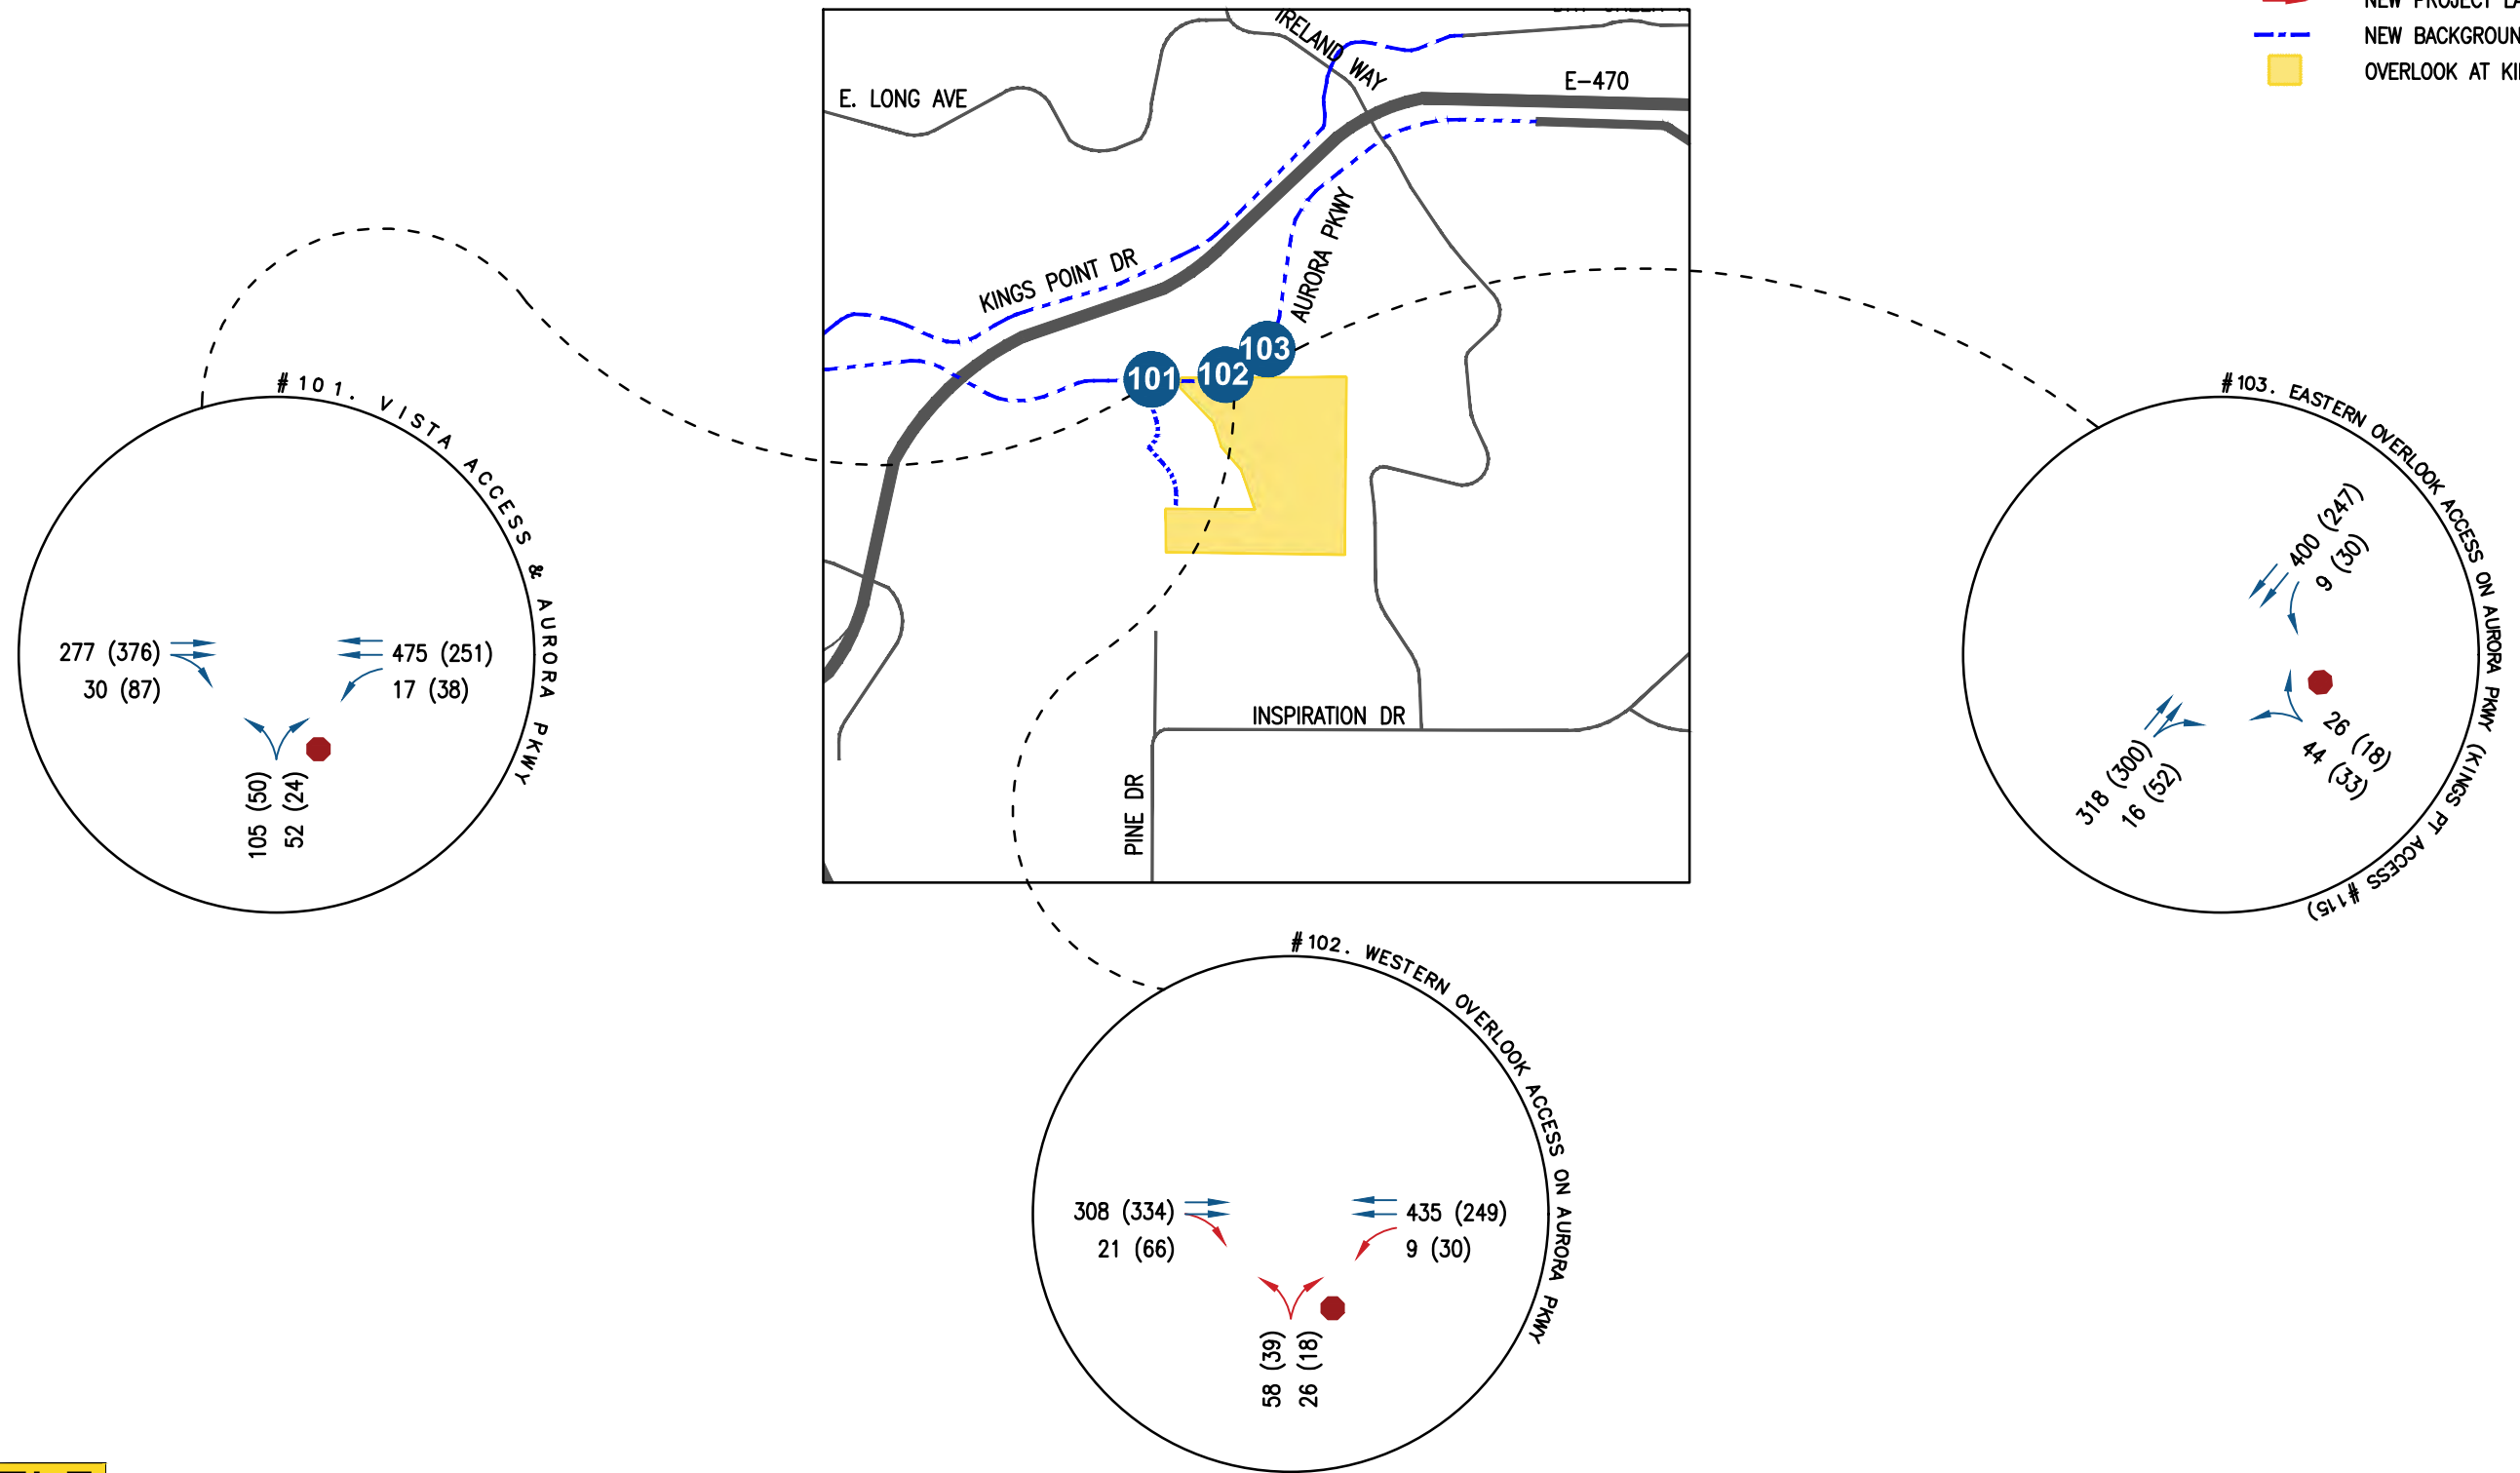 NEW BACKGROUN
OVERLOOK AT KI
IRELAND WAY
E-470
E. LONG AVE
AURORA PKWY
KINGS POINT DR
101
102
103
INSPIRATION DR
PINE DR
#101. VISTA ACCESS & AURORA PKWY
277 (376)
30 (87)
475 (251)
17 (38)
105 (50)
52 (24)
#103. EASTERN OVERLOOK ACCESS ON AURORA PKWY (KINGS PT ACCESS #115)
400 (247)
9 (30)
26 (18)
44 (33)
318 (300)
16 (52)
#102. WESTERN OVERLOOK ACCESS ON AURORA PKWY
308 (334)
21 (66)
435 (249)
9 (30)
58 (39)
26 (18)